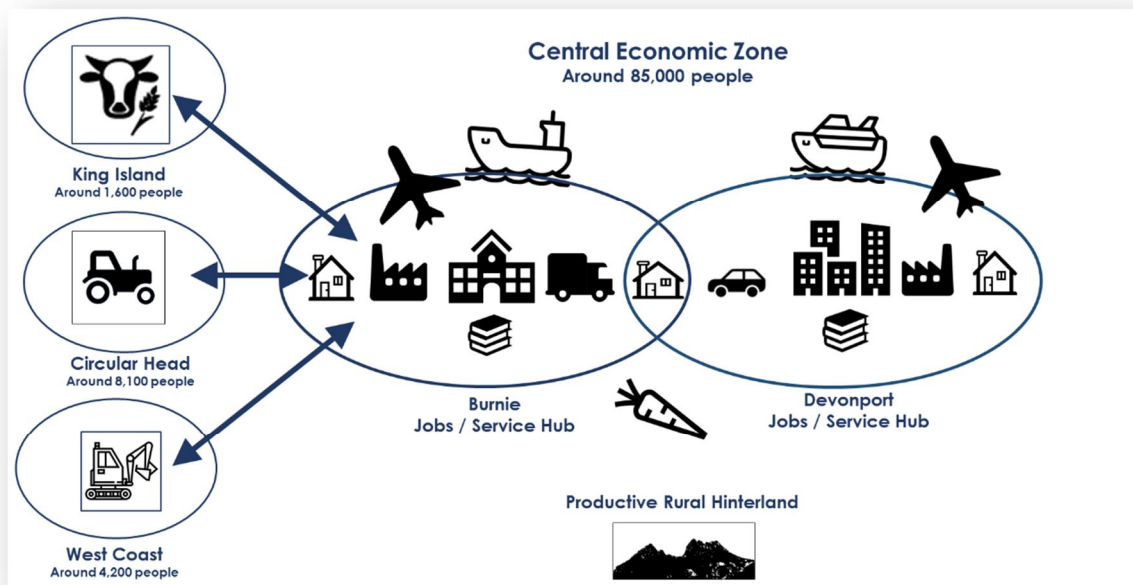 Central Economic Zone
Around 85,000 people
King Island
Around 1,600 people
Circular Head
Around 8,100 people
West Coast
Around 4,200 people
Burnie
Jobs / Service Hub
Devonport
Jobs / Service Hub
Productive Rural Hinterland